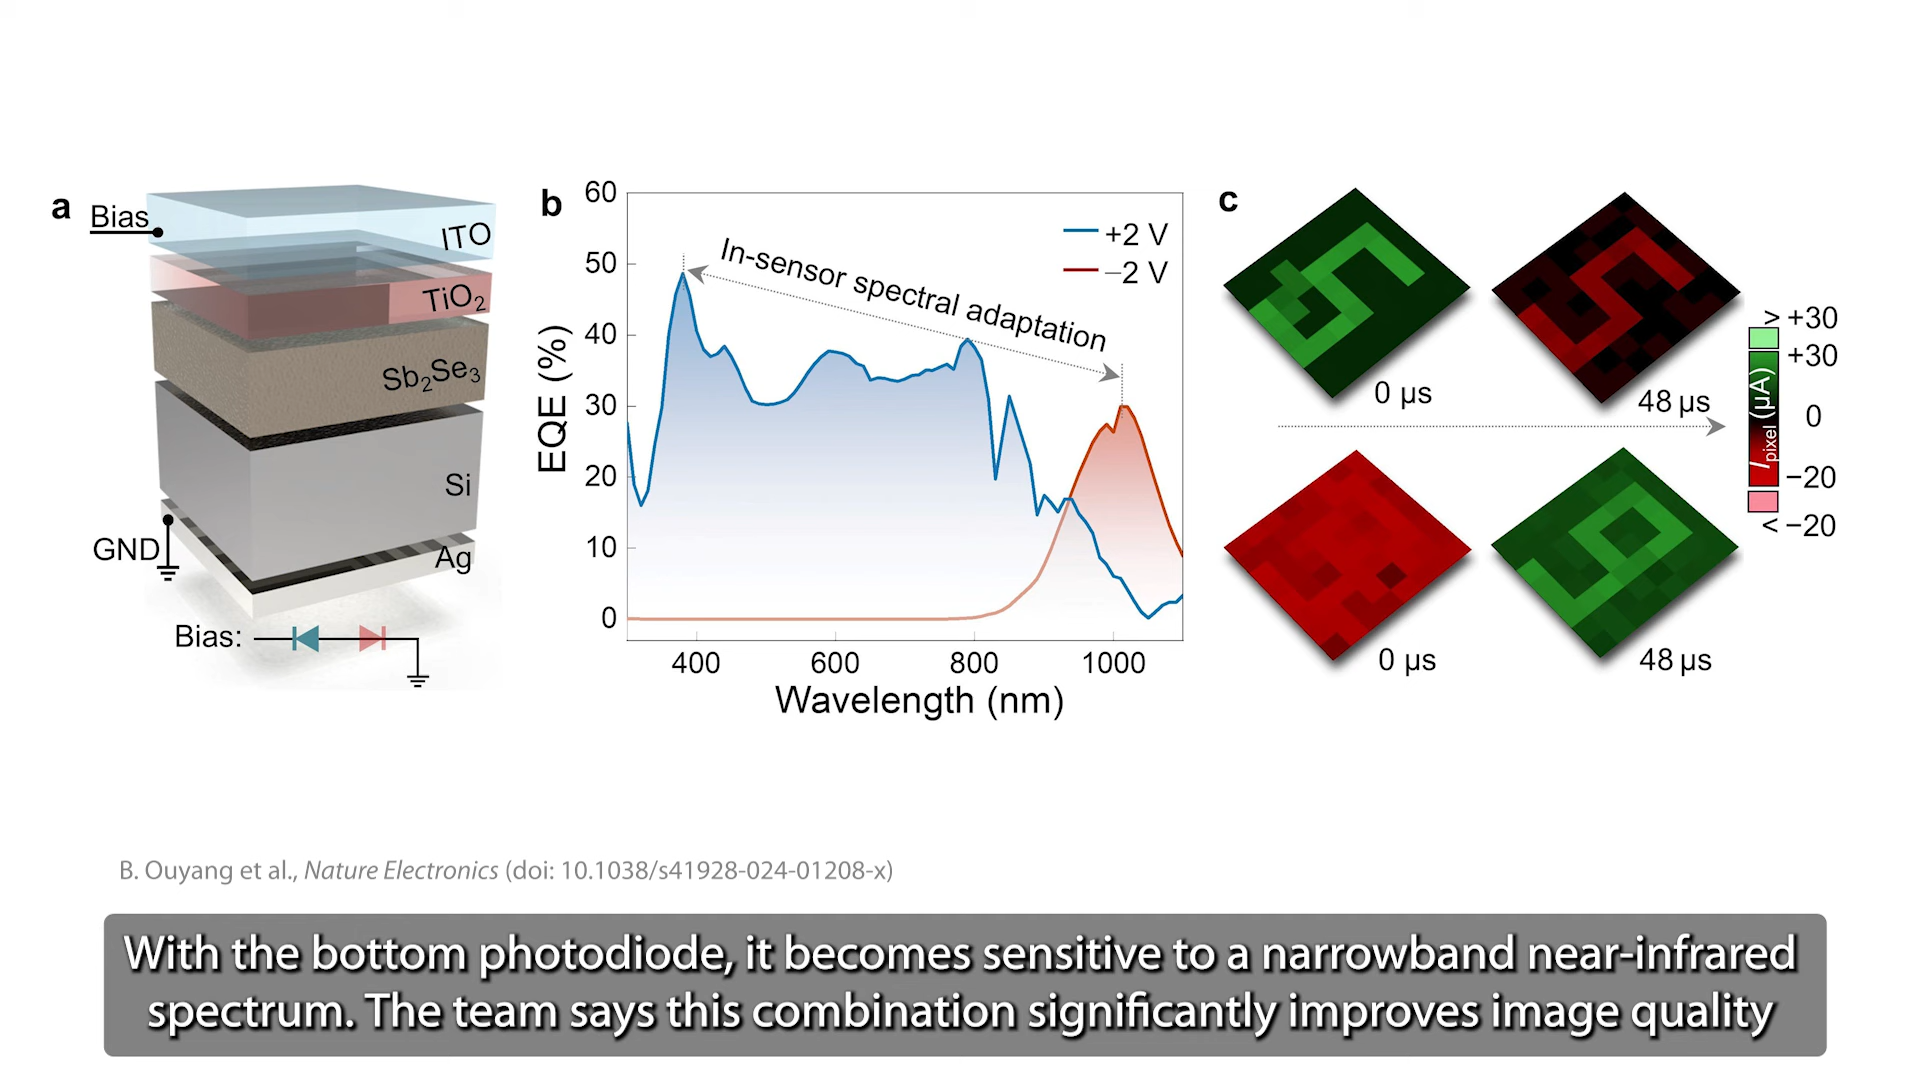 a
Bias
ITO
TiO₂
Sb₂Se₃
Si
GND
Ag
Bias:
b
60
50
40
30
20
10
0
EQE (%)
+2 V
−2 V
In-sensor spectral adaptation
400 600 800 1000
Wavelength (nm)
c
0 µs
48 µs
0 µs
48 µs
> +30
+30
0
−20
< −20
I pixel (µA)
B. Ouyang et al., Nature Electronics (doi: 10.1038/s41928-024-01208-x)
With the bottom photodiode, it becomes sensitive to a narrowband near-infrared
spectrum. The team says this combination significantly improves image quality